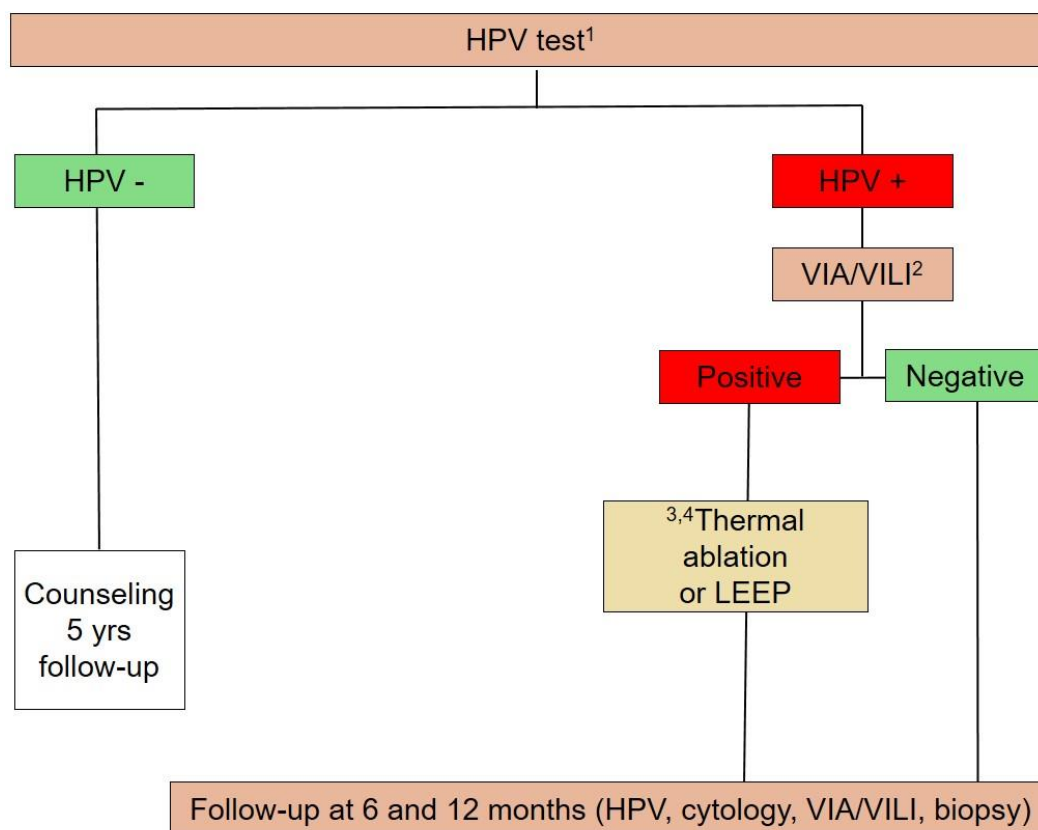 HPV test¹
HPV -
HPV +
VIA/VILI²
Positive
Negative
³,⁴Thermal
ablation
or LEEP
Counseling
5 yrs
follow-up
Follow-up at 6 and 12 months (HPV, cytology, VIA/VILI, biopsy)